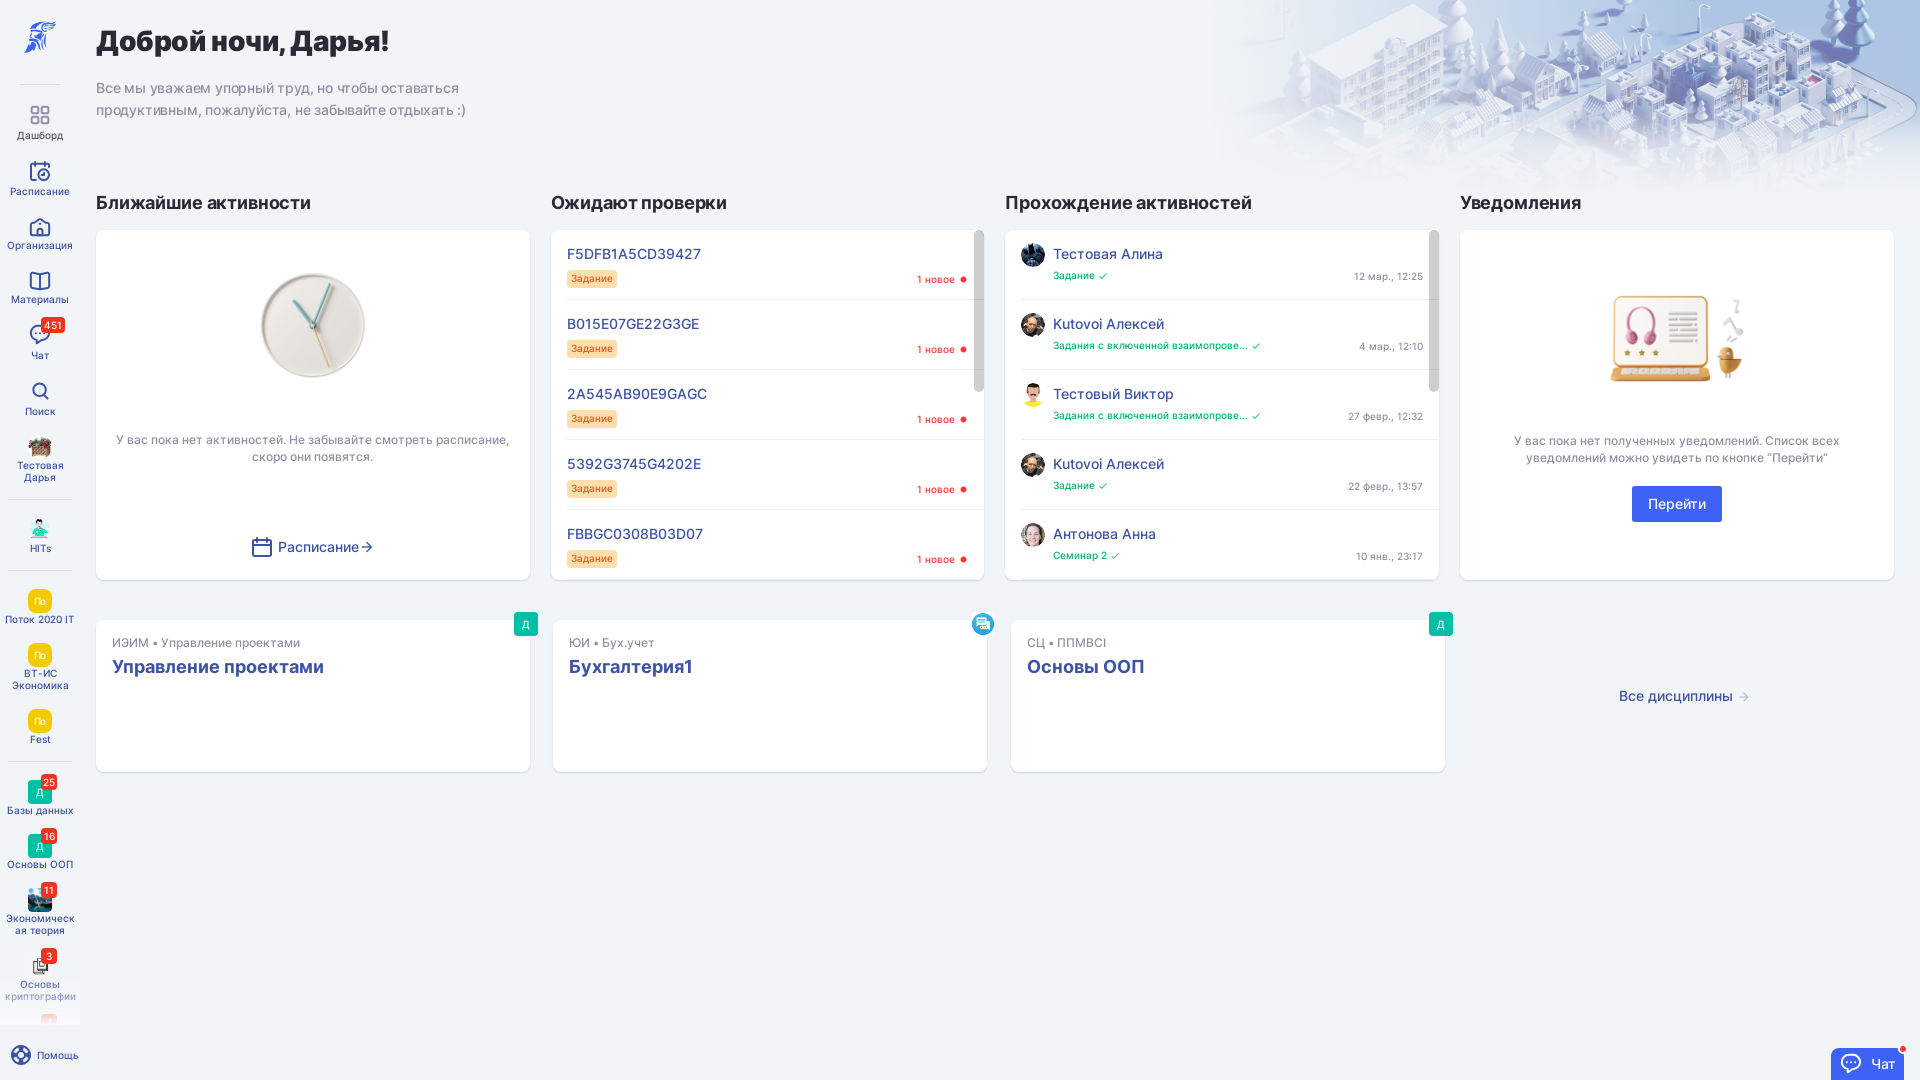 Доброй ночи, Дарья!
Все мы уважаем упорный труд, но чтобы оставаться
продуктивным, пожалуйста, не забывайте отдыхать :)
Дашборд
Расписание
Организация
Материалы
451
Чат
Поиск
Тестовая
Дарья
HITs
По
Поток 2020 IT
По
ВТ-ИС
Экономика
По
Fest
25
Д
Базы данных
16
Д
Основы ООП
11
Экономическ
ая теория
3
Основы
криптографии
Помощь
Ближайшие активности
У вас пока нет активностей. Не забывайте смотреть расписание,
скоро они появятся.
Расписание
Ожидают проверки
F5DFB1A5CD39427
Задание
1 новое
B015E07GE22G3GE
Задание
1 новое
2A545AB90E9GAGC
Задание
1 новое
5392G3745G4202E
Задание
1 новое
FBBGC0308B03D07
Задание
1 новое
Прохождение активностей
Тестовая Алина
Задание
12 мар., 12:25
Kutovoi Алексей
Задания с включенной взаимопрове...
4 мар., 12:10
Тестовый Виктор
Задания с включенной взаимопрове...
27 февр., 12:32
Kutovoi Алексей
Задание
22 февр., 13:57
Антонова Анна
Семинар 2
10 янв., 23:17
Уведомления
У вас пока нет полученных уведомлений. Список всех
уведомлений можно увидеть по кнопке “Перейти”
Перейти
Д
ИЭИМ • Управление проектами
Управление проектами
ЮИ • Бух.учет
Бухгалтерия1
Д
СЦ • ППМВСІ
Основы ООП
Все дисциплины
Чат